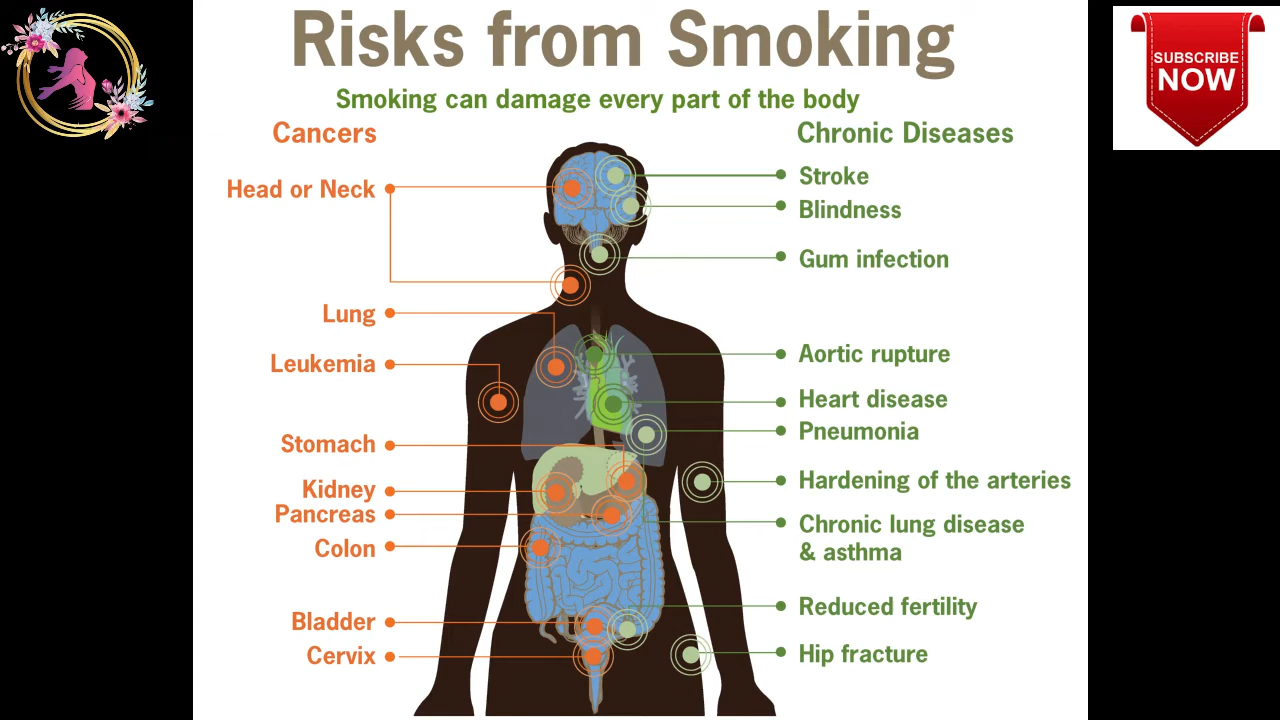 Risks from Smoking
SUBSCRIBE
NOW
Smoking can damage every part of the body
Cancers
Head or Neck
Lung
Leukemia
Stomach
Kidney
Pancreas
Colon
Bladder
Cervix
Chronic Diseases
Stroke
Blindness
Gum infection
Aortic rupture
Heart disease
Pneumonia
Hardening of the arteries
Chronic lung disease
& asthma
Reduced fertility
Hip fracture